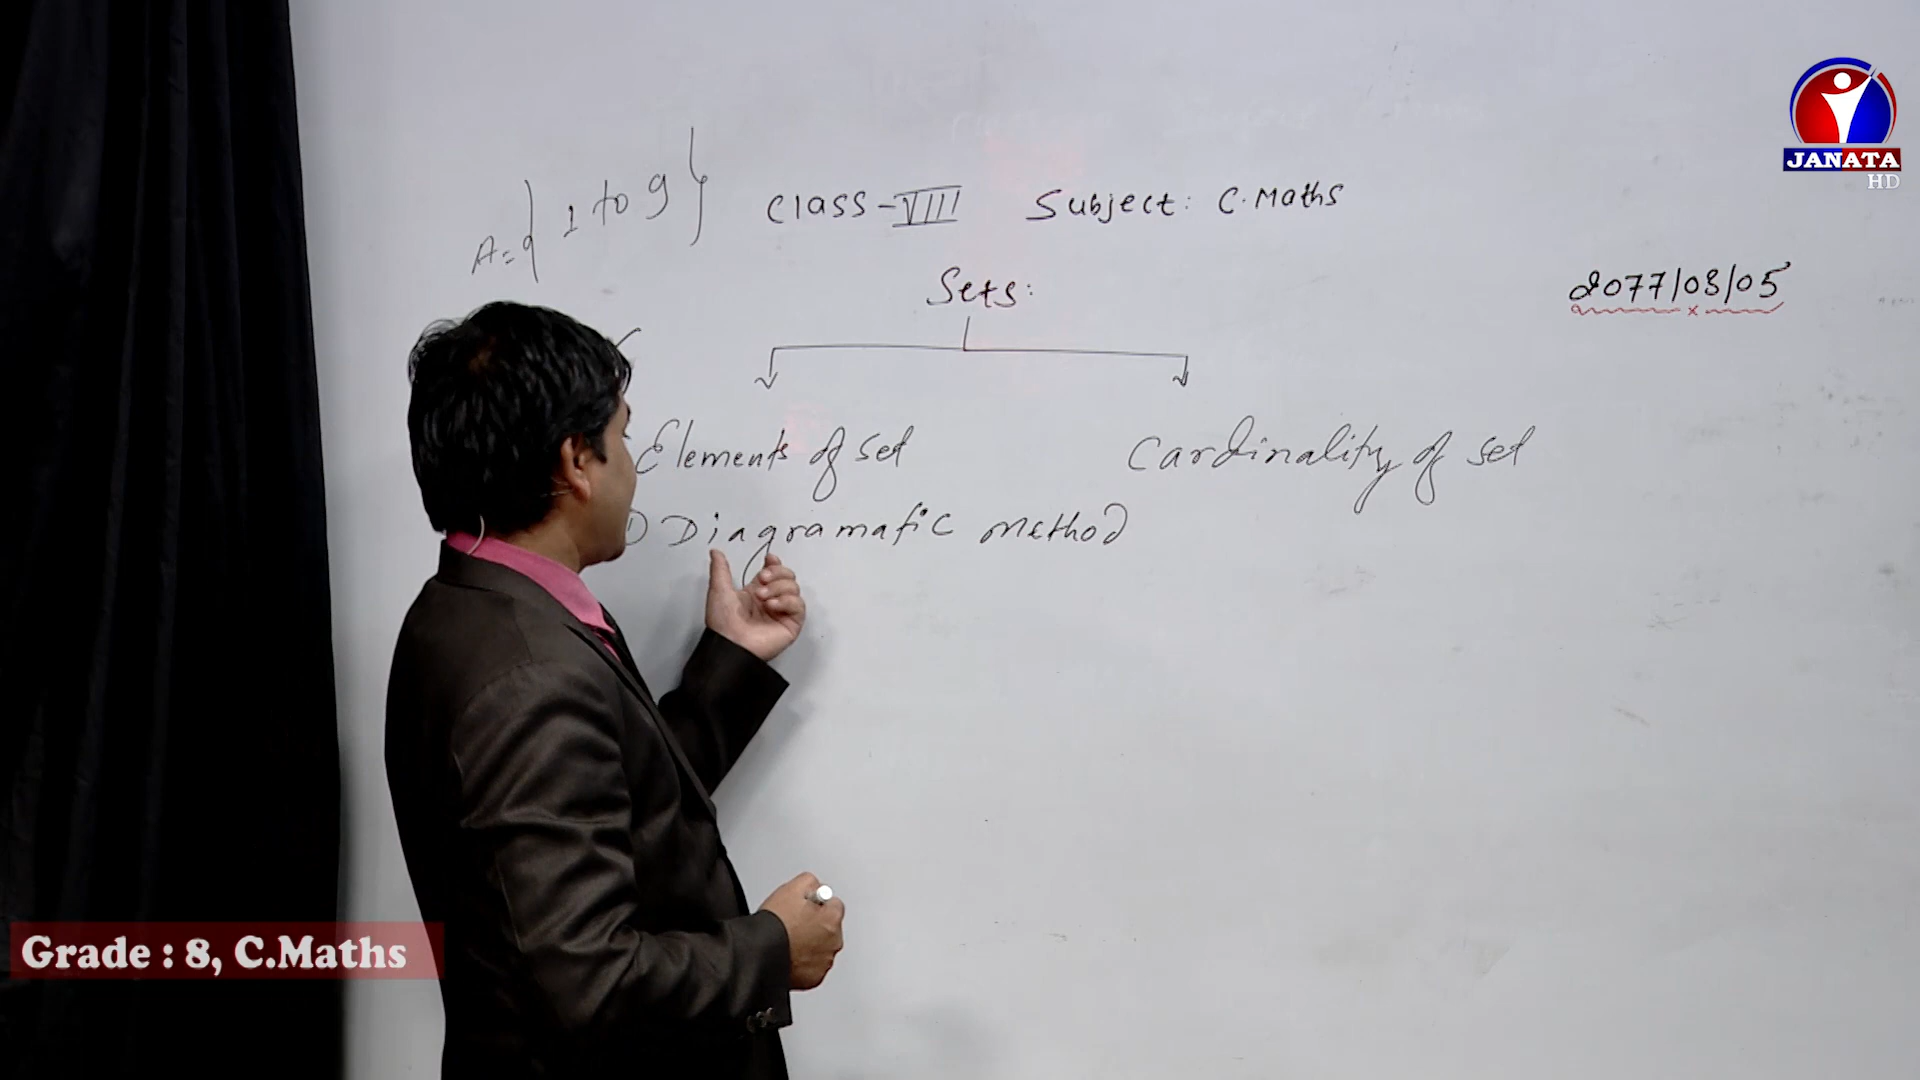 JANATA
HD
A = { 1 to 9 }
Class - VIII Subject: C. Maths
2077/08/05
Sets:
Elements of set
Cardinality of set
1) Diagramatic Method
Grade : 8, C.Maths